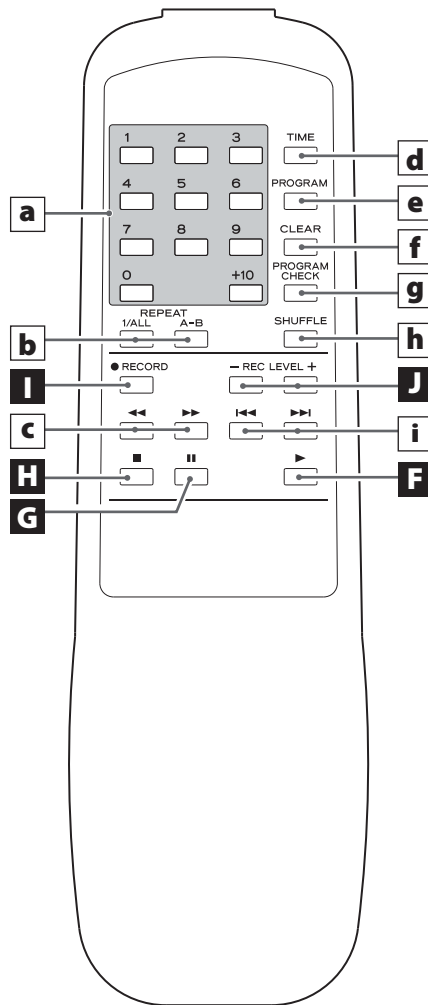 1 2 3 TIME
d
4 5 6 PROGRAM
a
e
7 8 9 CLEAR
f
0 +10 PROGRAM
CHECK
g
REPEAT
1/ALL A-B SHUFFLE
b
h
● RECORD − REC LEVEL +
I
J
◀◀ ▶▶ |◀◀ ▶▶|
c
i
■ ▮▮ ▶
H
F
G